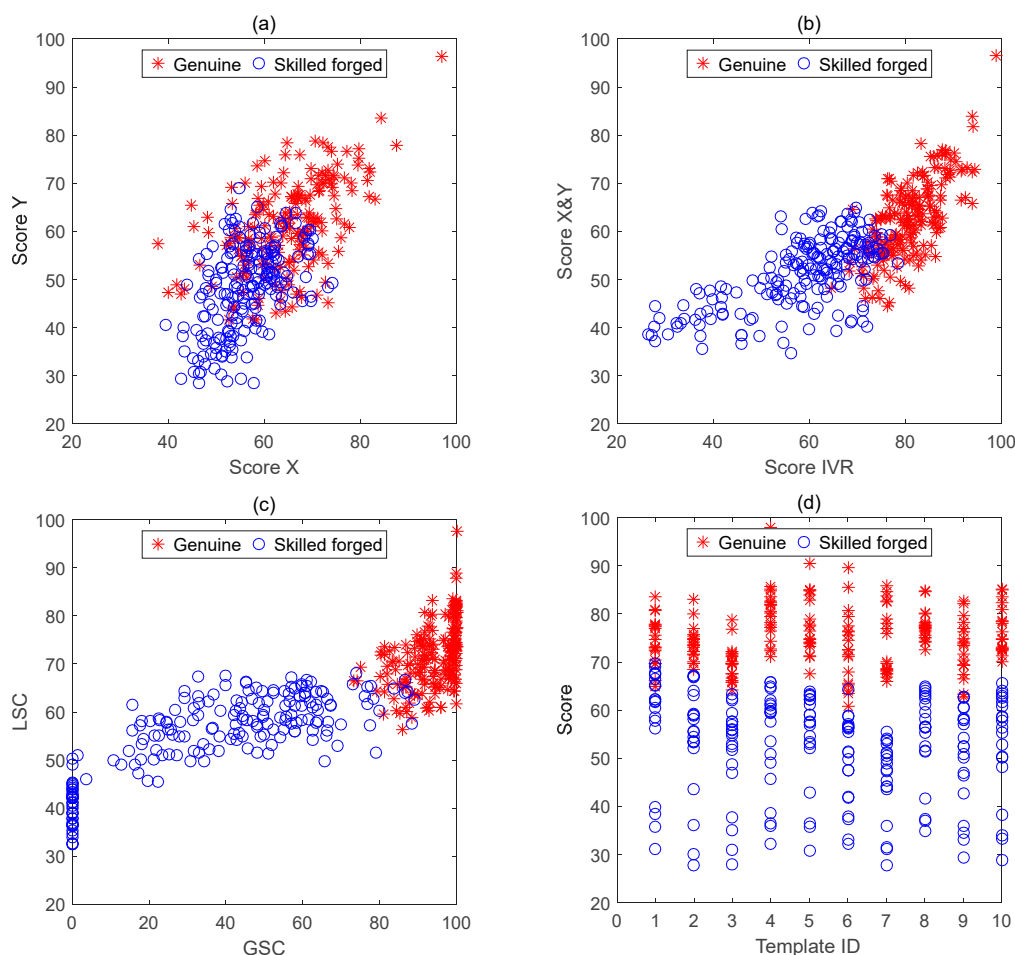 (a)
Genuine Skilled forged
100
90
80
70
60
50
40
30
20
20 40 60 80 100
Score Y
Score X
(b)
Genuine Skilled forged
100
90
80
70
60
50
40
30
20
20 40 60 80 100
Score X&Y
Score IVR
(c)
Genuine Skilled forged
100
90
80
70
60
50
40
30
20
0 20 40 60 80 100
LSC
GSC
(d)
Genuine Skilled forged
100
90
80
70
60
50
40
30
20
0 1 2 3 4 5 6 7 8 9 10
Score
Template ID